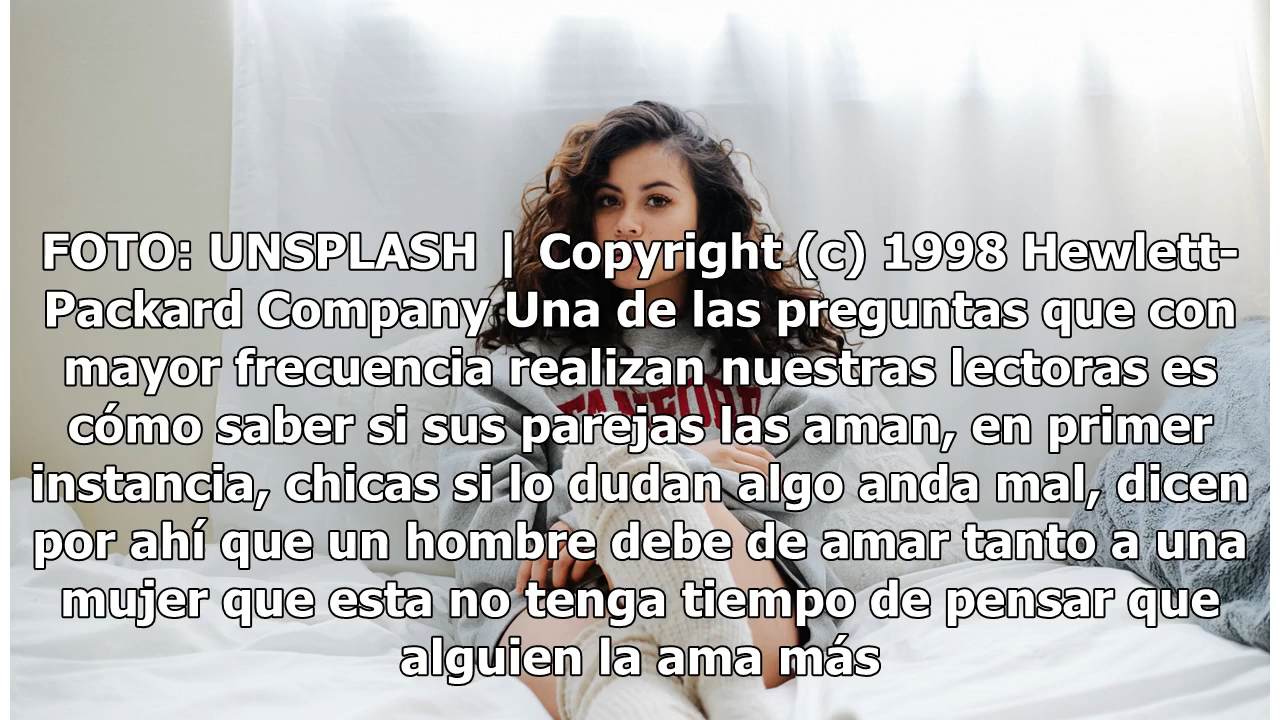 FOTO: UNSPLASH | Copyright (c) 1998 Hewlett-
Packard Company Una de las preguntas que con
mayor frecuencia realizan nuestras lectoras es
cómo saber si sus parejas las aman, en primer
instancia, chicas si lo dudan algo anda mal, dicen
por ahí que un hombre debe de amar tanto a una
mujer que esta no tenga tiempo de pensar que
alguien la ama más